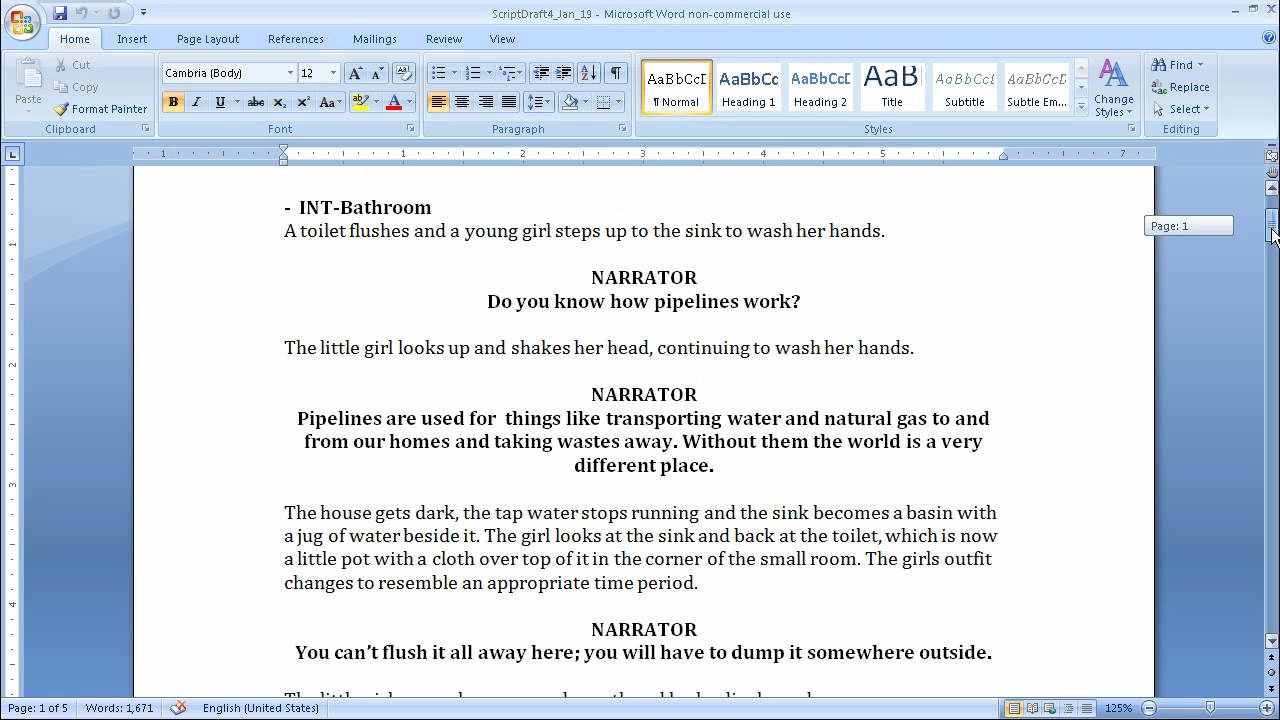 ScriptDraft4_Jan_19 - Microsoft Word non-commercial use
Home Insert Page Layout References Mailings Review View
Paste
Cut
Copy
Format Painter
Clipboard
Cambria (Body) 12
Font
Paragraph
AaBbCcI AaBbCc AaBbCcI AaB AaBbCcI AaBbCcI
¶ Normal Heading 1 Heading 2 Title Subtitle Subtle Em...
Change Styles
Styles
Find
Replace
Select
Editing
1 1 2 3 4 5 7
Page: 1
- INT-Bathroom
A toilet flushes and a young girl steps up to the sink to wash her hands.
NARRATOR
Do you know how pipelines work?
The little girl looks up and shakes her head, continuing to wash her hands.
NARRATOR
Pipelines are used for  things like transporting water and natural gas to and
from our homes and taking wastes away. Without them the world is a very
different place.
The house gets dark, the tap water stops running and the sink becomes a basin with
a jug of water beside it. The girl looks at the sink and back at the toilet, which is now
a little pot with a cloth over top of it in the corner of the small room. The girls outfit
changes to resemble an appropriate time period.
NARRATOR
You can't flush it all away here; you will have to dump it somewhere outside.
Page: 1 of 5 Words: 1,671 English (United States) 125%